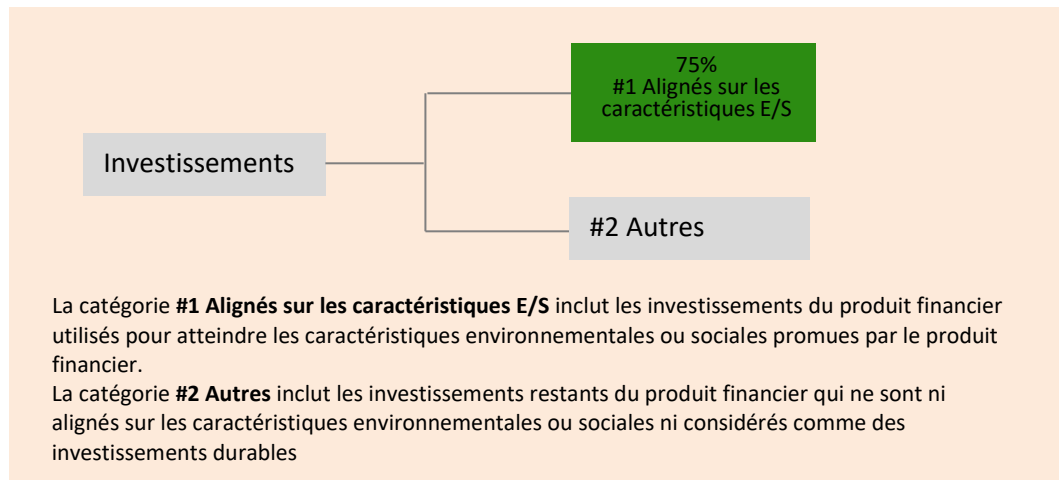 75%
#1 Alignés sur les
caractéristiques E/S
Investissements
#2 Autres
La catégorie #1 Alignés sur les caractéristiques E/S inclut les investissements du produit financier
utilisés pour atteindre les caractéristiques environnementales ou sociales promues par le produit
financier.
La catégorie #2 Autres inclut les investissements restants du produit financier qui ne sont ni
alignés sur les caractéristiques environnementales ou sociales ni considérés comme des
investissements durables